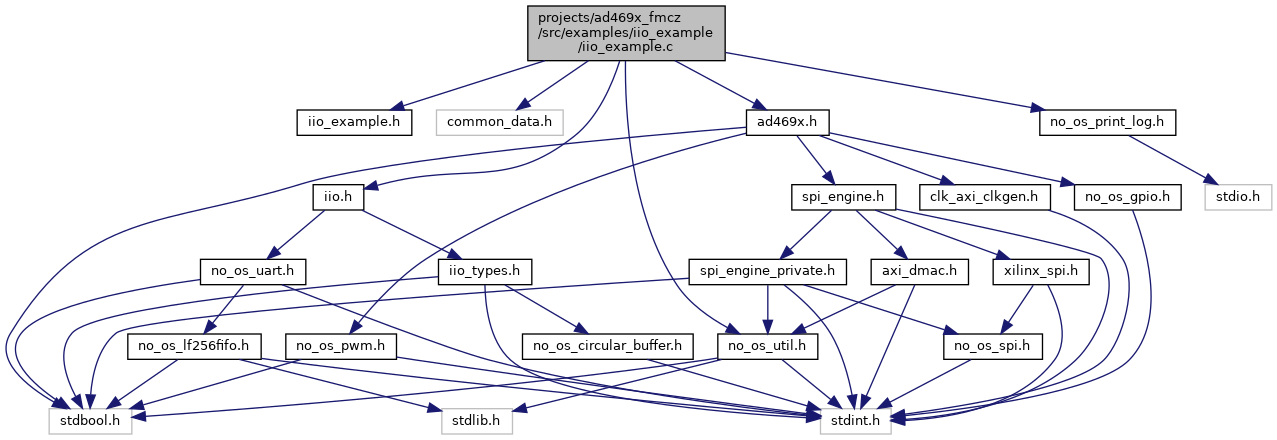 projects/ad469x_fmcz
/src/examples/iio_example
/iio_example.c
iio_example.h
common_data.h
ad469x.h
no_os_print_log.h
iio.h
spi_engine.h
clk_axi_clkgen.h
no_os_gpio.h
stdio.h
no_os_uart.h
iio_types.h
spi_engine_private.h
axi_dmac.h
xilinx_spi.h
no_os_lf256fifo.h
no_os_pwm.h
no_os_circular_buffer.h
no_os_util.h
no_os_spi.h
stdbool.h
stdlib.h
stdint.h